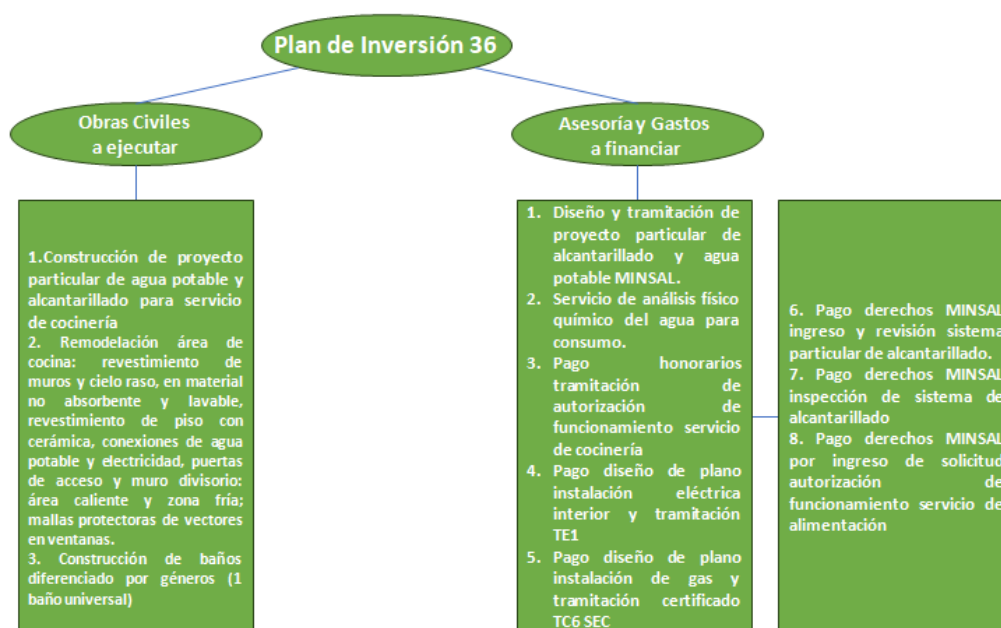 Plan de Inversión 36
Obras Civiles
a ejecutar
1.Construcción de proyecto
particular de agua potable y
alcantarillado para servicio
de cocinería
2. Remodelación área de
cocina: revestimiento de
muros y cielo raso, en material
no absorbente y lavable,
revestimiento de piso con
cerámica, conexiones de agua
potable y electricidad, puertas
de acceso y muro divisorio:
área caliente y zona fría;
mallas protectoras de vectores
en ventanas.
3. Construcción de baños
diferenciado por géneros (1
baño universal)
Asesoría y Gastos
a financiar
1. Diseño y tramitación de
proyecto particular de
alcantarillado y agua
potable MINSAL.
2. Servicio de análisis físico
químico del agua para
consumo.
3. Pago honorarios
tramitación de
autorización de
funcionamiento servicio
de cocinería
4. Pago diseño de plano
instalación eléctrica
interior y tramitación
TE1
5. Pago diseño de plano
instalación de gas y
tramitación certificado
TC6 SEC
6. Pago derechos MINSAL
ingreso y revisión sistema
particular de alcantarillado.
7. Pago derechos MINSAL
inspección de sistema de
alcantarillado
8. Pago derechos MINSAL
por ingreso de solicitud
autorización de
funcionamiento servicio de
alimentación